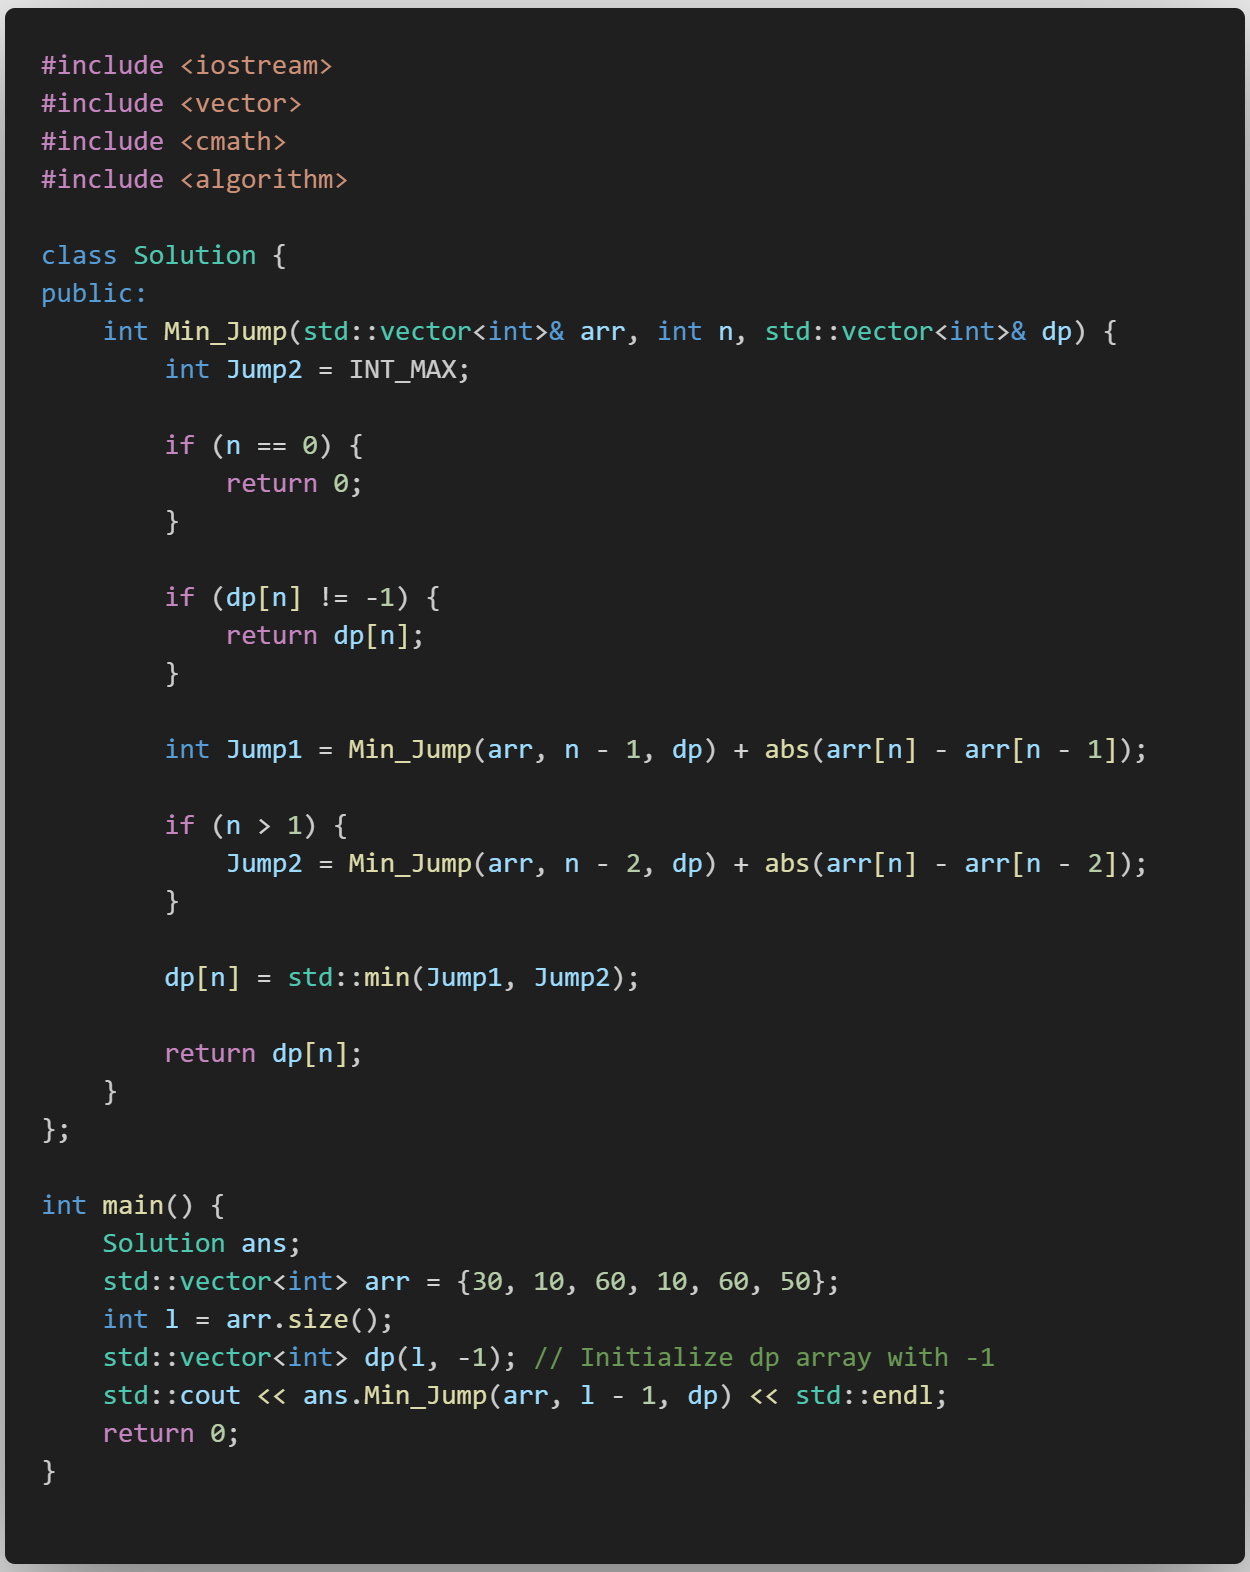 #include <iostream>
#include <vector>
#include <cmath>
#include <algorithm>

class Solution {
public:
    int Min_Jump(std::vector<int>& arr, int n, std::vector<int>& dp) {
        int Jump2 = INT_MAX;

        if (n == 0) {
            return 0;
        }

        if (dp[n] != -1) {
            return dp[n];
        }

        int Jump1 = Min_Jump(arr, n - 1, dp) + abs(arr[n] - arr[n - 1]);

        if (n > 1) {
            Jump2 = Min_Jump(arr, n - 2, dp) + abs(arr[n] - arr[n - 2]);
        }

        dp[n] = std::min(Jump1, Jump2);

        return dp[n];
    }
};

int main() {
    Solution ans;
    std::vector<int> arr = {30, 10, 60, 10, 60, 50};
    int l = arr.size();
    std::vector<int> dp(l, -1); // Initialize dp array with -1
    std::cout << ans.Min_Jump(arr, l - 1, dp) << std::endl;
    return 0;
}